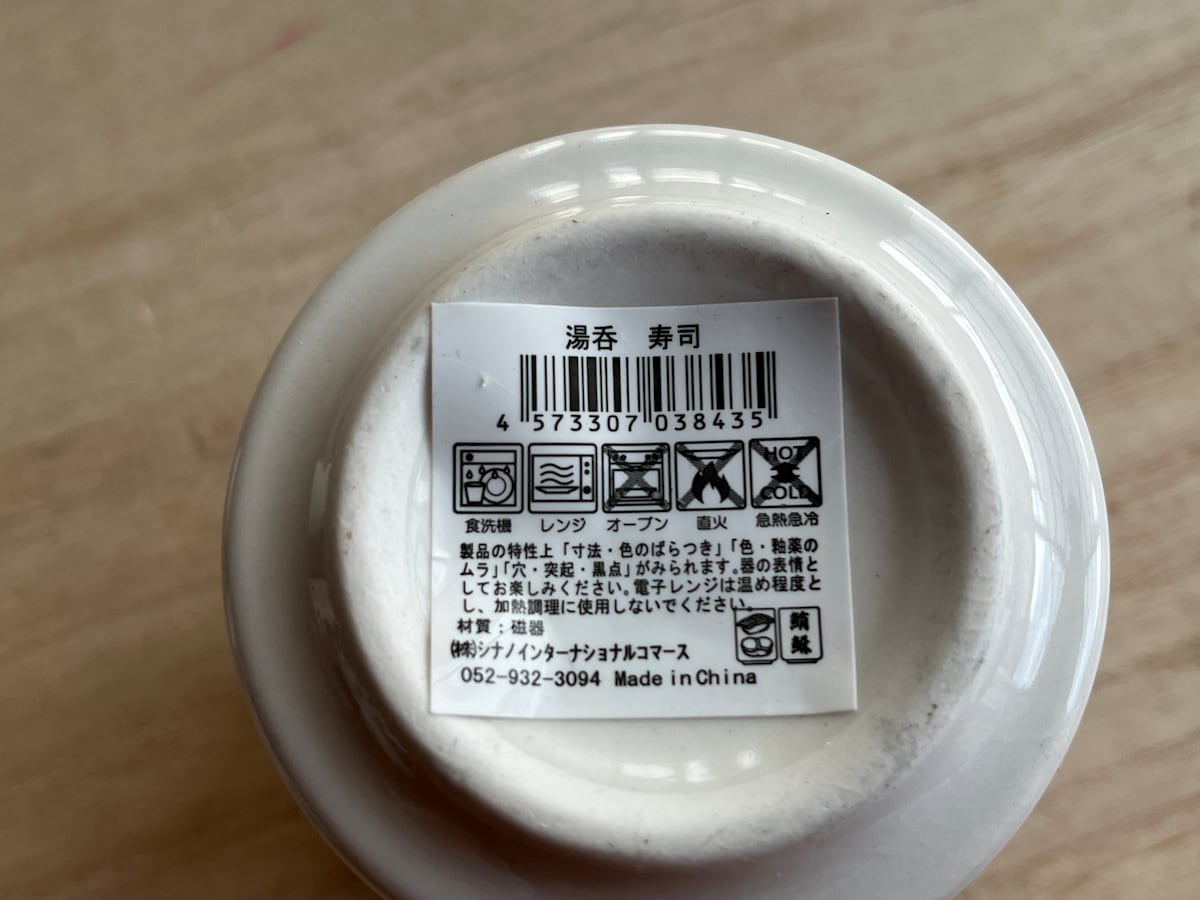 湯呑　寿司
4 573307 038435
HOT
COLD
食洗機 レンジ オーブン 直火 急熱急冷
製品の特性上「寸法・色のばらつき」「色・釉薬の
ムラ」「穴・突起・黒点」がみられます。器の表情と
してお楽しみください。電子レンジは温め程度と
し、加熱調理に使用しないでください。
材質:磁器
㈱シナノインターナショナルコマース
052-932-3094 Made in China